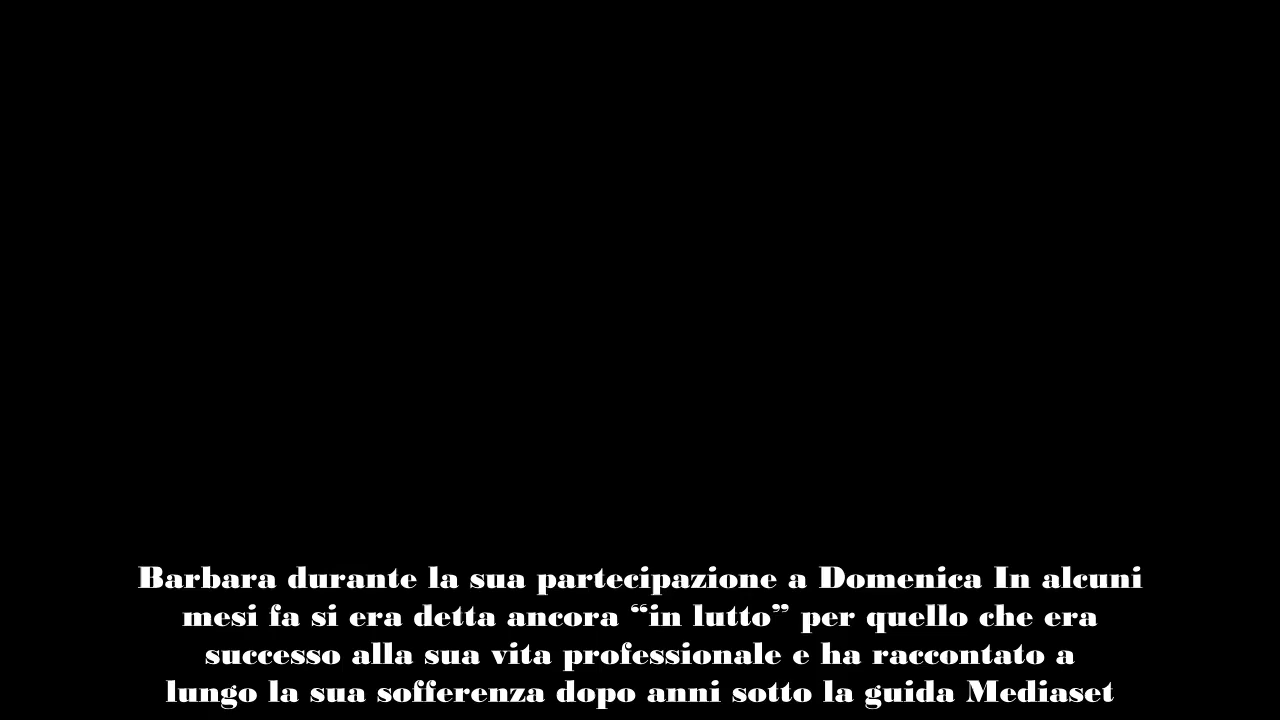 Barbara durante la sua partecipazione a Domenica In alcuni
mesi fa si era detta ancora “in lutto” per quello che era
successo alla sua vita professionale e ha raccontato a
lungo la sua sofferenza dopo anni sotto la guida Mediaset